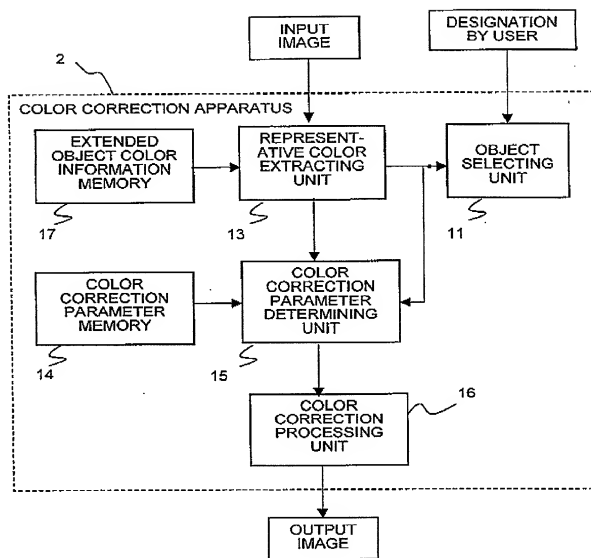 INPUT
IMAGE
DESIGNATION
BY USER
2
COLOR CORRECTION APPARATUS
EXTENDED
OBJECT COLOR
INFORMATION
MEMORY
17
REPRESENT-
ATIVE COLOR
EXTRACTING
UNIT
13
OBJECT
SELECTING
UNIT
11
COLOR
CORRECTION
PARAMETER
MEMORY
14
COLOR
CORRECTION
PARAMETER
DETERMINING
UNIT
15
COLOR
CORRECTION
PROCESSING
UNIT
16
OUTPUT
IMAGE